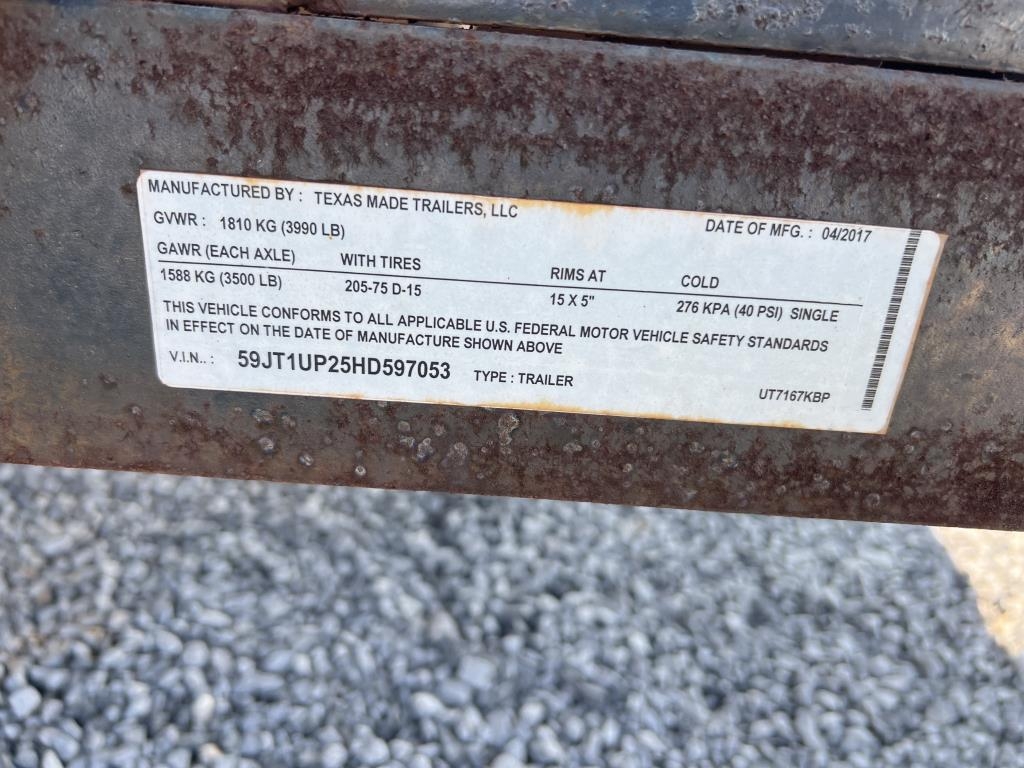 MANUFACTURED BY : TEXAS MADE TRAILERS, LLC
GVWR : 1810 KG (3990 LB) DATE OF MFG. : 04/2017
GAWR (EACH AXLE) WITH TIRES RIMS AT COLD
1588 KG (3500 LB) 205-75 D-15 15 X 5" 276 KPA (40 PSI) SINGLE
THIS VEHICLE CONFORMS TO ALL APPLICABLE U.S. FEDERAL MOTOR VEHICLE SAFETY STANDARDS
IN EFFECT ON THE DATE OF MANUFACTURE SHOWN ABOVE
V.I.N.. : 59JT1UP25HD597053 TYPE : TRAILER UT7167KBP